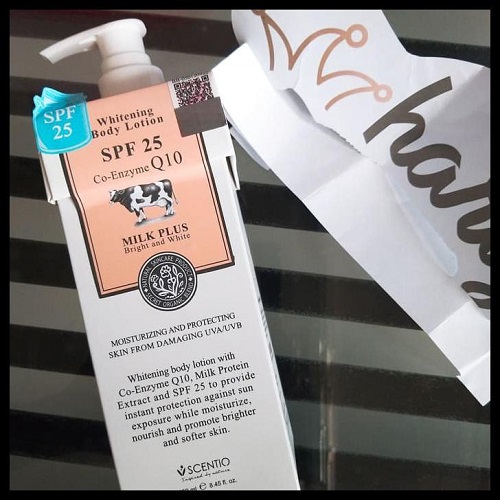 SPF
25
Whitening
Body Lotion
SPF 25
Co-Enzyme Q10
MILK PLUS
Bright and White
MOISTURIZING AND PROTECTING
SKIN FROM DAMAGING UVA/UVB
Whitening body lotion with
Co-Enzyme Q10, Milk Protein
Extract and SPF 25 to provide
instant protection against sun
exposure while moisturize,
nourish and promote brighter
and softer skin.
SCENTIO
Inspired by nature
℮ 8.45 fl. oz.